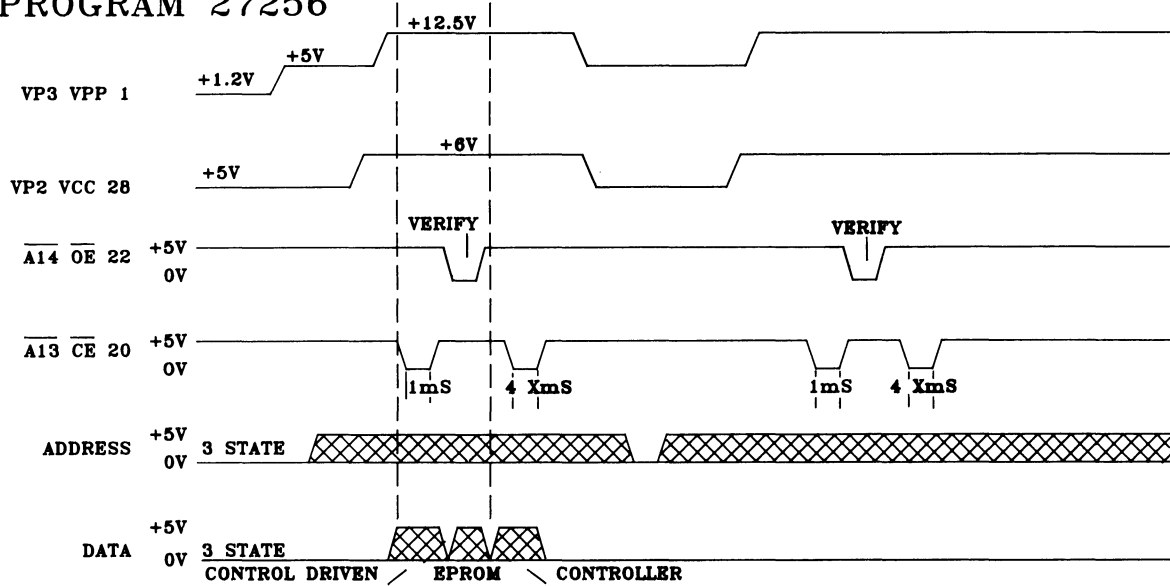 PROGRAM 27256
+12.5V
+5V
+1.2V
VP3 VPP 1
+6V
+5V
VP2 VCC 28
VERIFY
VERIFY
A14 OE 22
+5V
0V
A13 CE 20
+5V
0V
1mS
4 XmS
1mS
4 XmS
ADDRESS
+5V
0V
3 STATE
DATA
+5V
0V
3 STATE
CONTROL DRIVEN / EPROM \ CONTROLLER